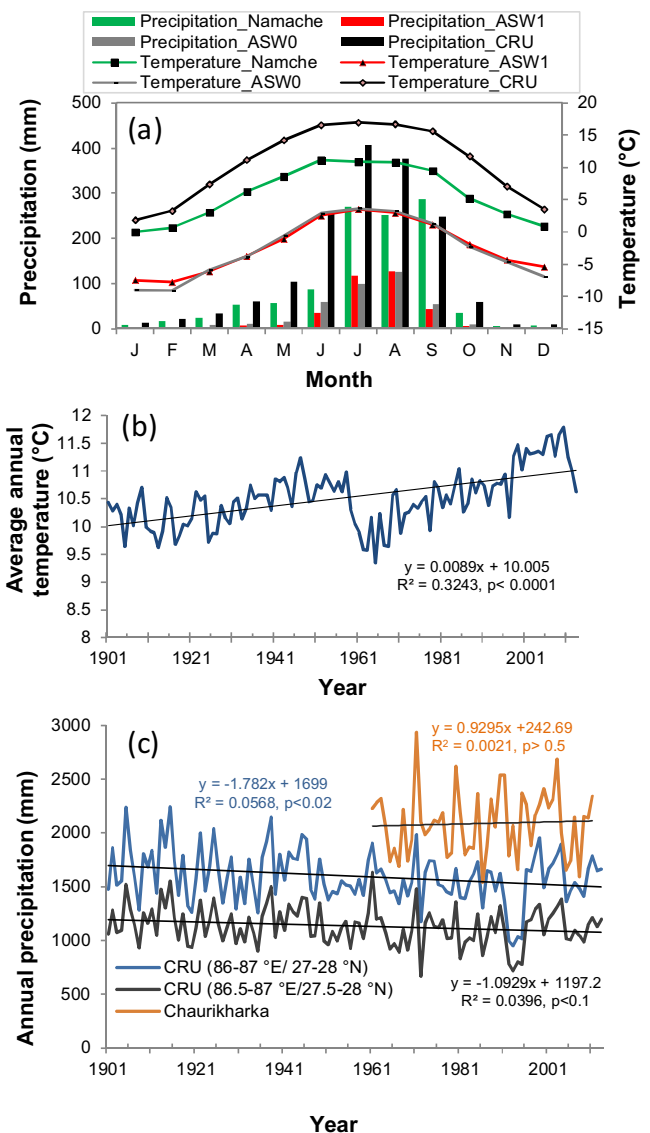 Precipitation_Namache Precipitation_ASW1
Precipitation_ASW0 Precipitation_CRU
Temperature_Namche Temperature_ASW1
Temperature_ASW0 Temperature_CRU
(a)
Preccipitation (mm)
500
400
300
200
100
0
Temperature (°C)
20
15
10
5
0
-5
-10
-15
J F M A M J J A S O N D
Month
(b)
Average annual
temperature (°C)
12
11.5
11
10.5
10
9.5
9
8.5
8
y = 0.0089x + 10.005
R² = 0.3243, p< 0.0001
1901 1921 1941 1961 1981 2001
Year
(c)
Annual precipitation (mm)
3000
2500
2000
1500
1000
500
0
y = 0.9295x +242.69
R² = 0.0021, p> 0.5
y = -1.782x + 1699
R² = 0.0568, p<0.02
CRU (86-87 °E/ 27-28 °N)
CRU (86.5-87 °E/27.5-28 °N)
Chaurikharka
y = -1.0929x + 1197.2
R² = 0.0396, p<0.1
1901 1921 1941 1961 1981 2001
Year